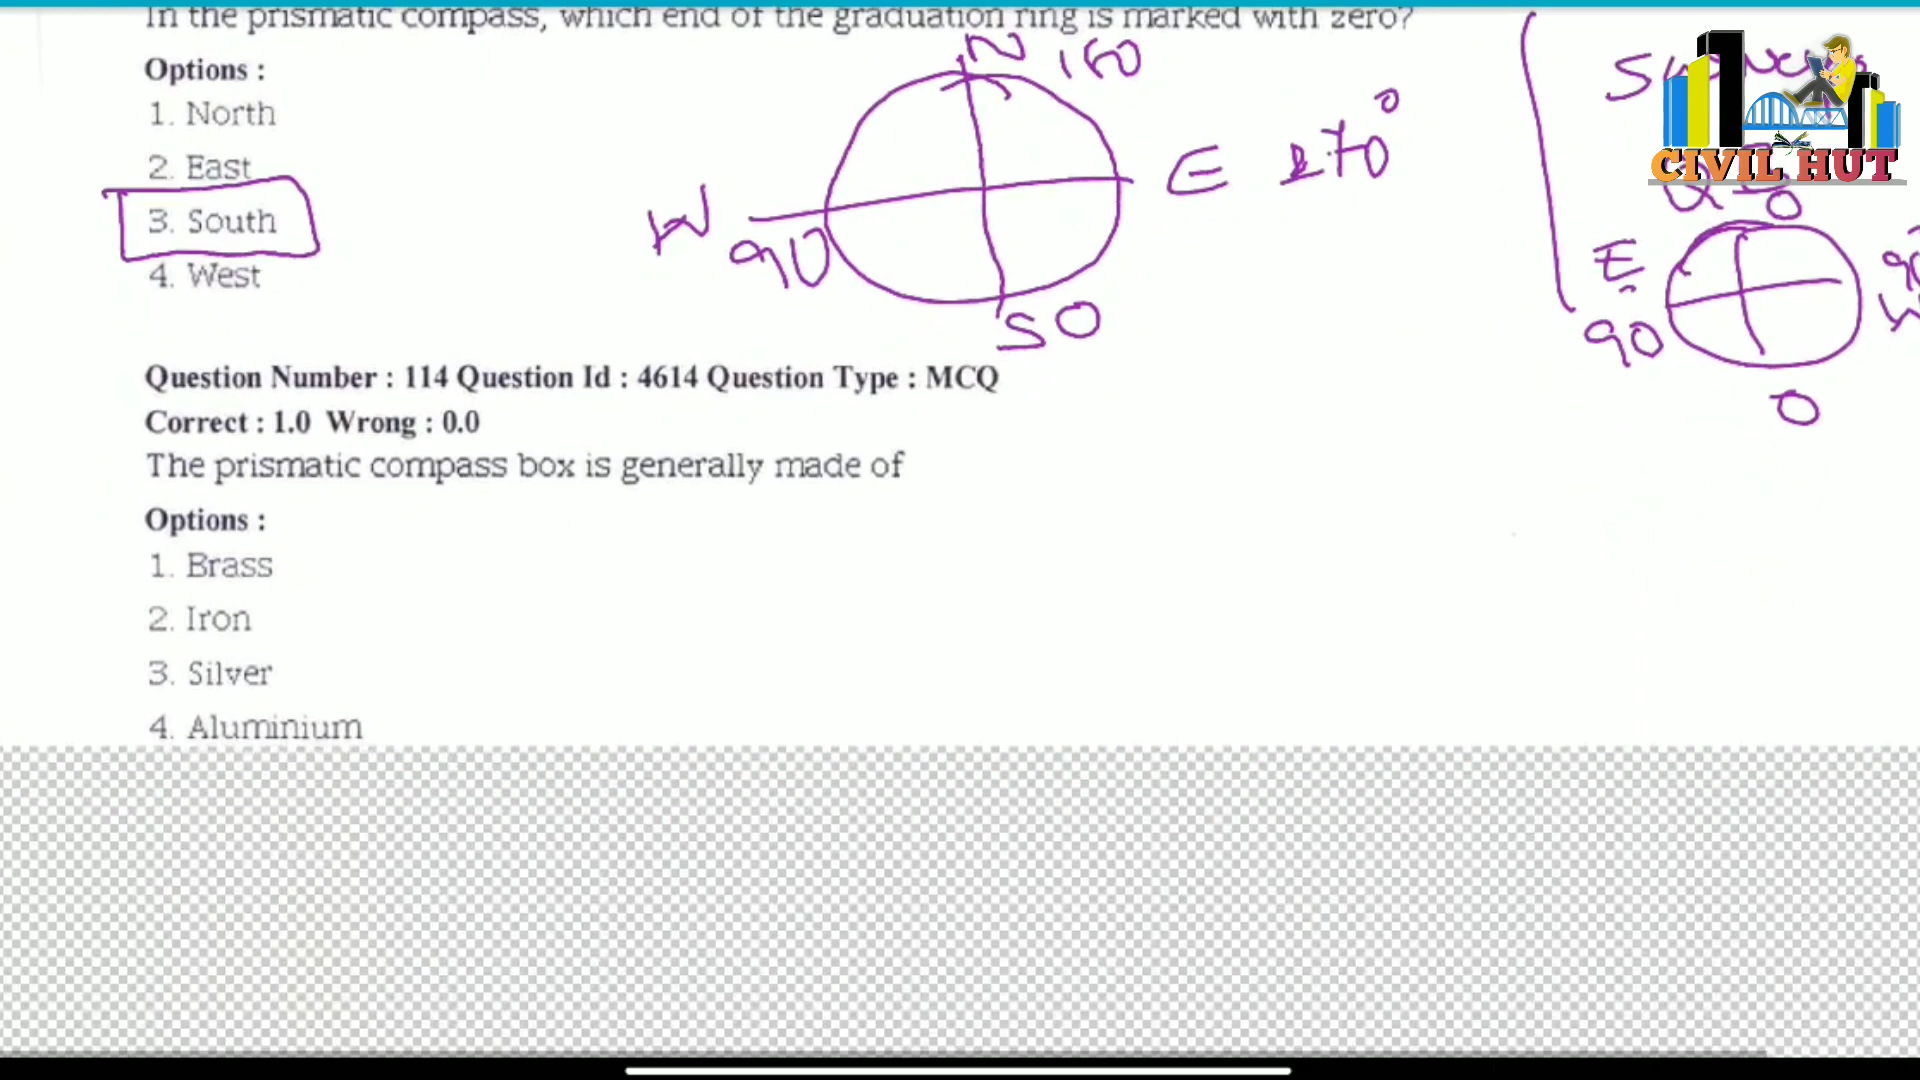 In the prismatic compass, which end of the graduation ring is marked with zero?
Options :
1. North
2. East
3. South
4. West
N 180
E 270°
W
90
S 0
CIVIL HUT
0
E
90
0
Question Number : 114 Question Id : 4614 Question Type : MCQ
Correct : 1.0 Wrong : 0.0
The prismatic compass box is generally made of
Options :
1. Brass
2. Iron
3. Silver
4. Aluminium